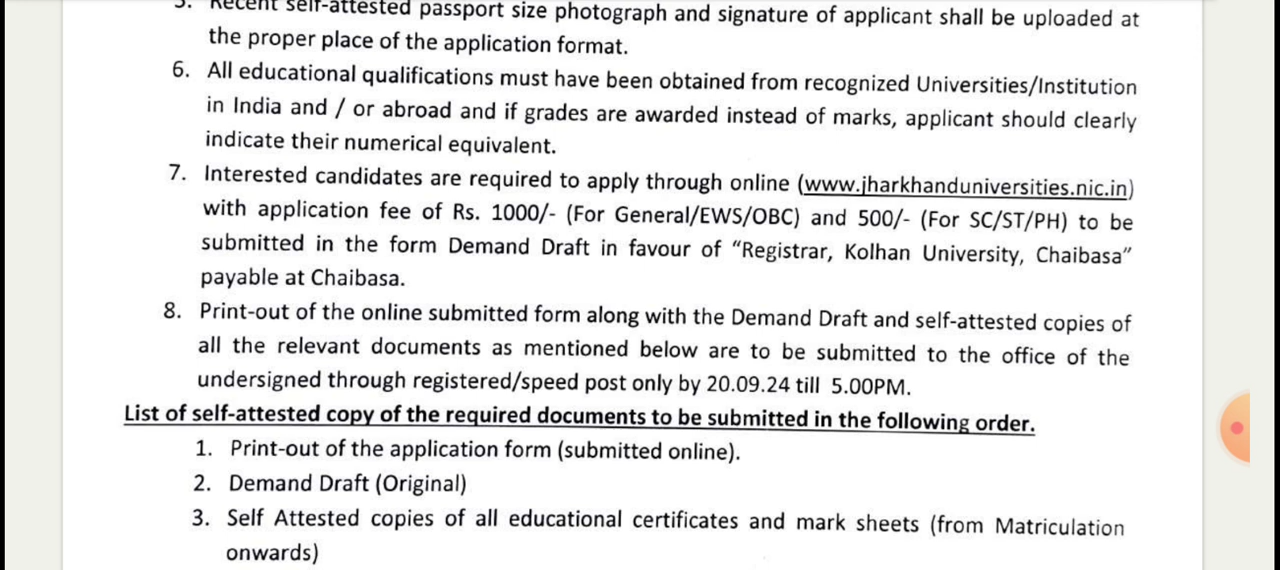 5. Recent self-attested passport size photograph and signature of applicant shall be uploaded at
the proper place of the application format.
6. All educational qualifications must have been obtained from recognized Universities/Institution
in India and / or abroad and if grades are awarded instead of marks, applicant should clearly
indicate their numerical equivalent.
7. Interested candidates are required to apply through online (www.jharkhanduniversities.nic.in)
with application fee of Rs. 1000/- (For General/EWS/OBC) and 500/- (For SC/ST/PH) to be
submitted in the form Demand Draft in favour of “Registrar, Kolhan University, Chaibasa”
payable at Chaibasa.
8. Print-out of the online submitted form along with the Demand Draft and self-attested copies of
all the relevant documents as mentioned below are to be submitted to the office of the
undersigned through registered/speed post only by 20.09.24 till 5.00PM.
List of self-attested copy of the required documents to be submitted in the following order.
1. Print-out of the application form (submitted online).
2. Demand Draft (Original)
3. Self Attested copies of all educational certificates and mark sheets (from Matriculation
onwards)